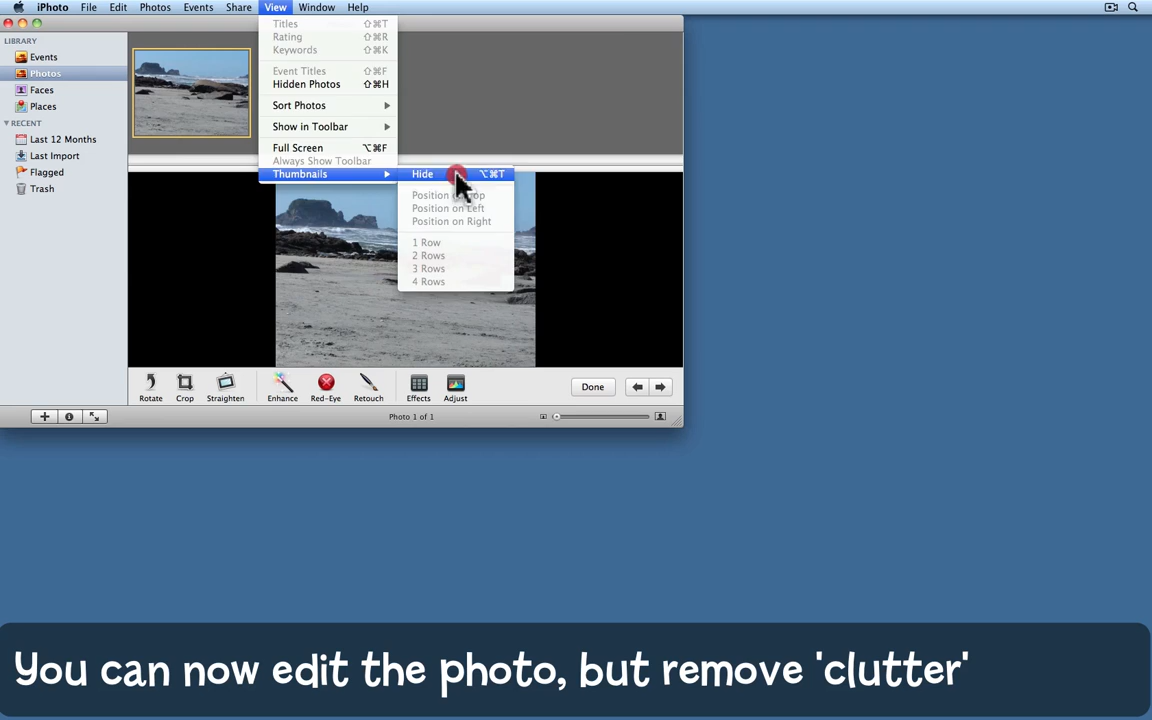 iPhoto File Edit Photos Events Share View Window Help
LIBRARY
Events
Photos
Faces
Places
RECENT
Last 12 Months
Last Import
Flagged
Trash
Titles ⇧⌘T
Rating ⇧⌘R
Keywords ⇧⌘K
Event Titles ⇧⌘F
Hidden Photos ⇧⌘H
Sort Photos
Show in Toolbar
Full Screen ⌥⌘F
Always Show Toolbar
Thumbnails
Hide ⌥⌘T
Position Top
Position on Left
Position on Right
1 Row
2 Rows
3 Rows
4 Rows
Rotate Crop Straighten Enhance Red-Eye Retouch Effects Adjust Done
Photo 1 of 1
You can now edit the photo, but remove 'clutter'